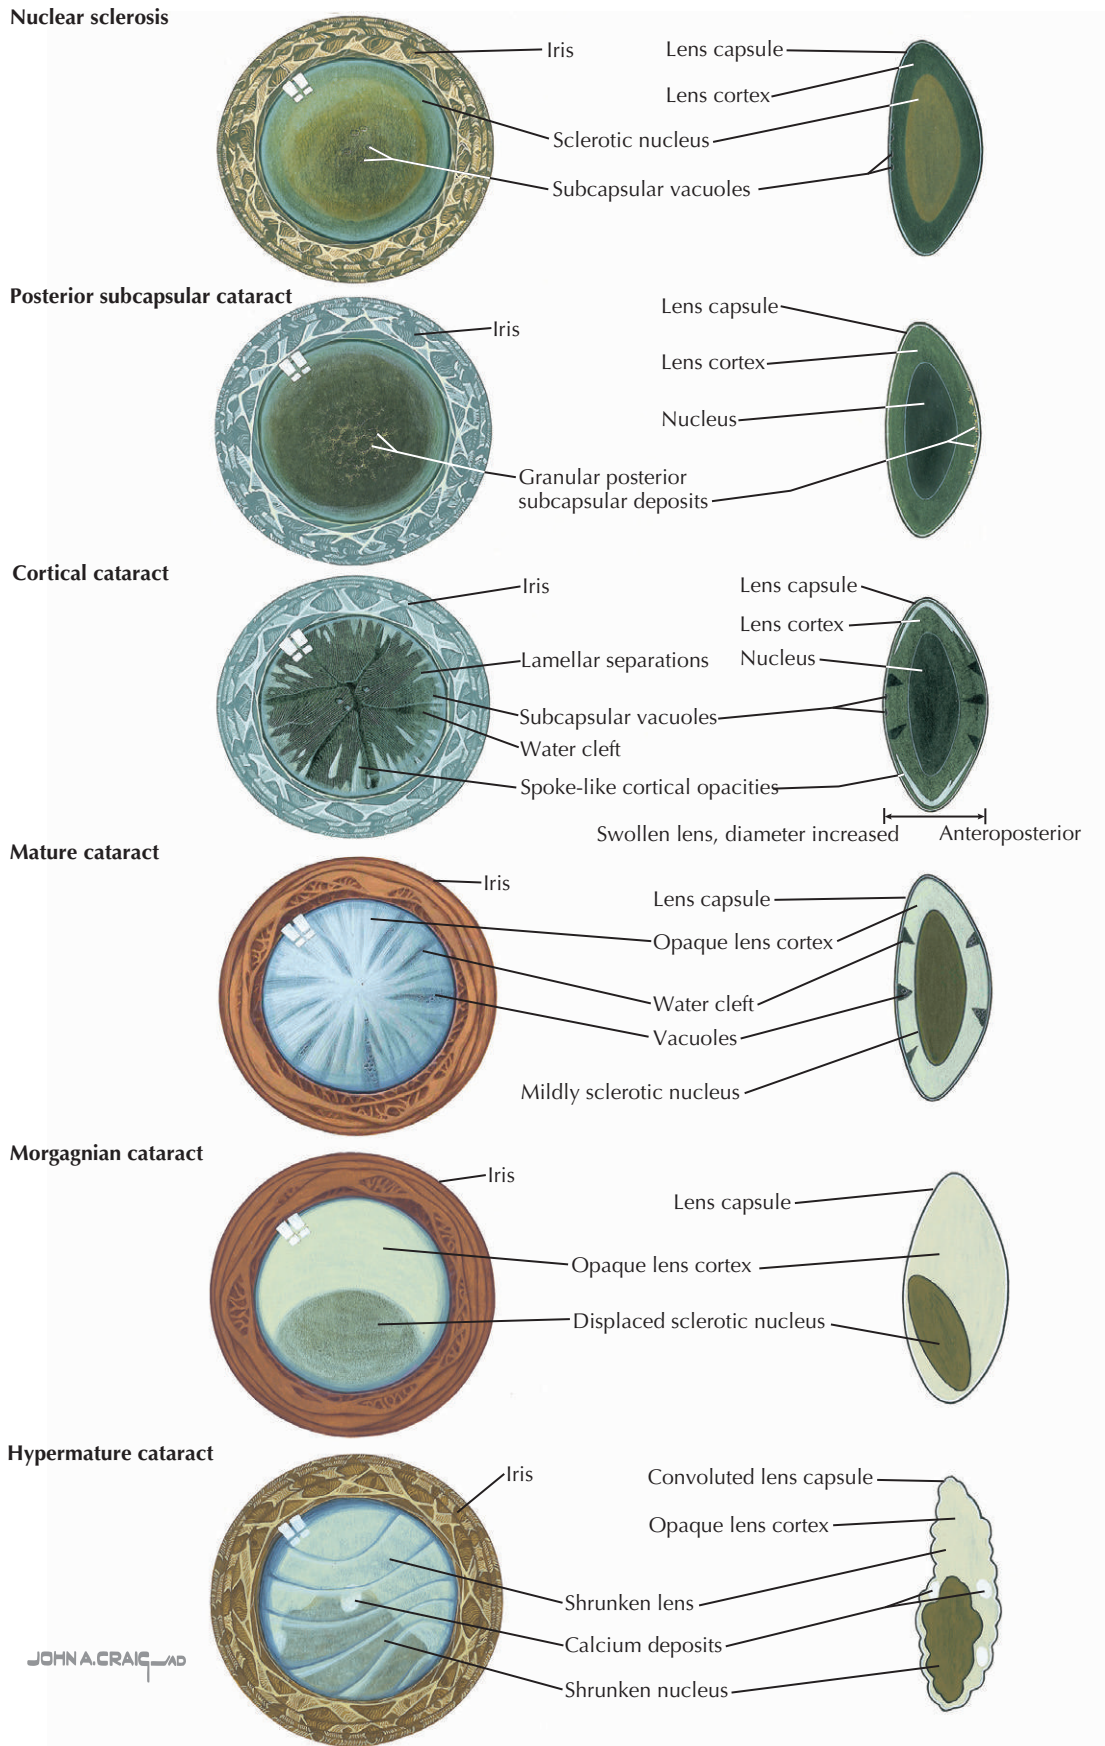 Nuclear sclerosis
Iris
Lens capsule
Lens cortex
Sclerotic nucleus
Subcapsular vacuoles
Posterior subcapsular cataract
Iris
Lens capsule
Lens cortex
Nucleus
Granular posterior
subcapsular deposits
Cortical cataract
Iris
Lens capsule
Lens cortex
Lamellar separations
Nucleus
Subcapsular vacuoles
Water cleft
Spoke-like cortical opacities
Swollen lens, diameter increased
Anteroposterior
Mature cataract
Iris
Lens capsule
Opaque lens cortex
Water cleft
Vacuoles
Mildly sclerotic nucleus
Morgagnian cataract
Iris
Lens capsule
Opaque lens cortex
Displaced sclerotic nucleus
Hypermature cataract
Iris
Convoluted lens capsule
Opaque lens cortex
Shrunken lens
Calcium deposits
Shrunken nucleus
JOHN A. CRAIG_AD